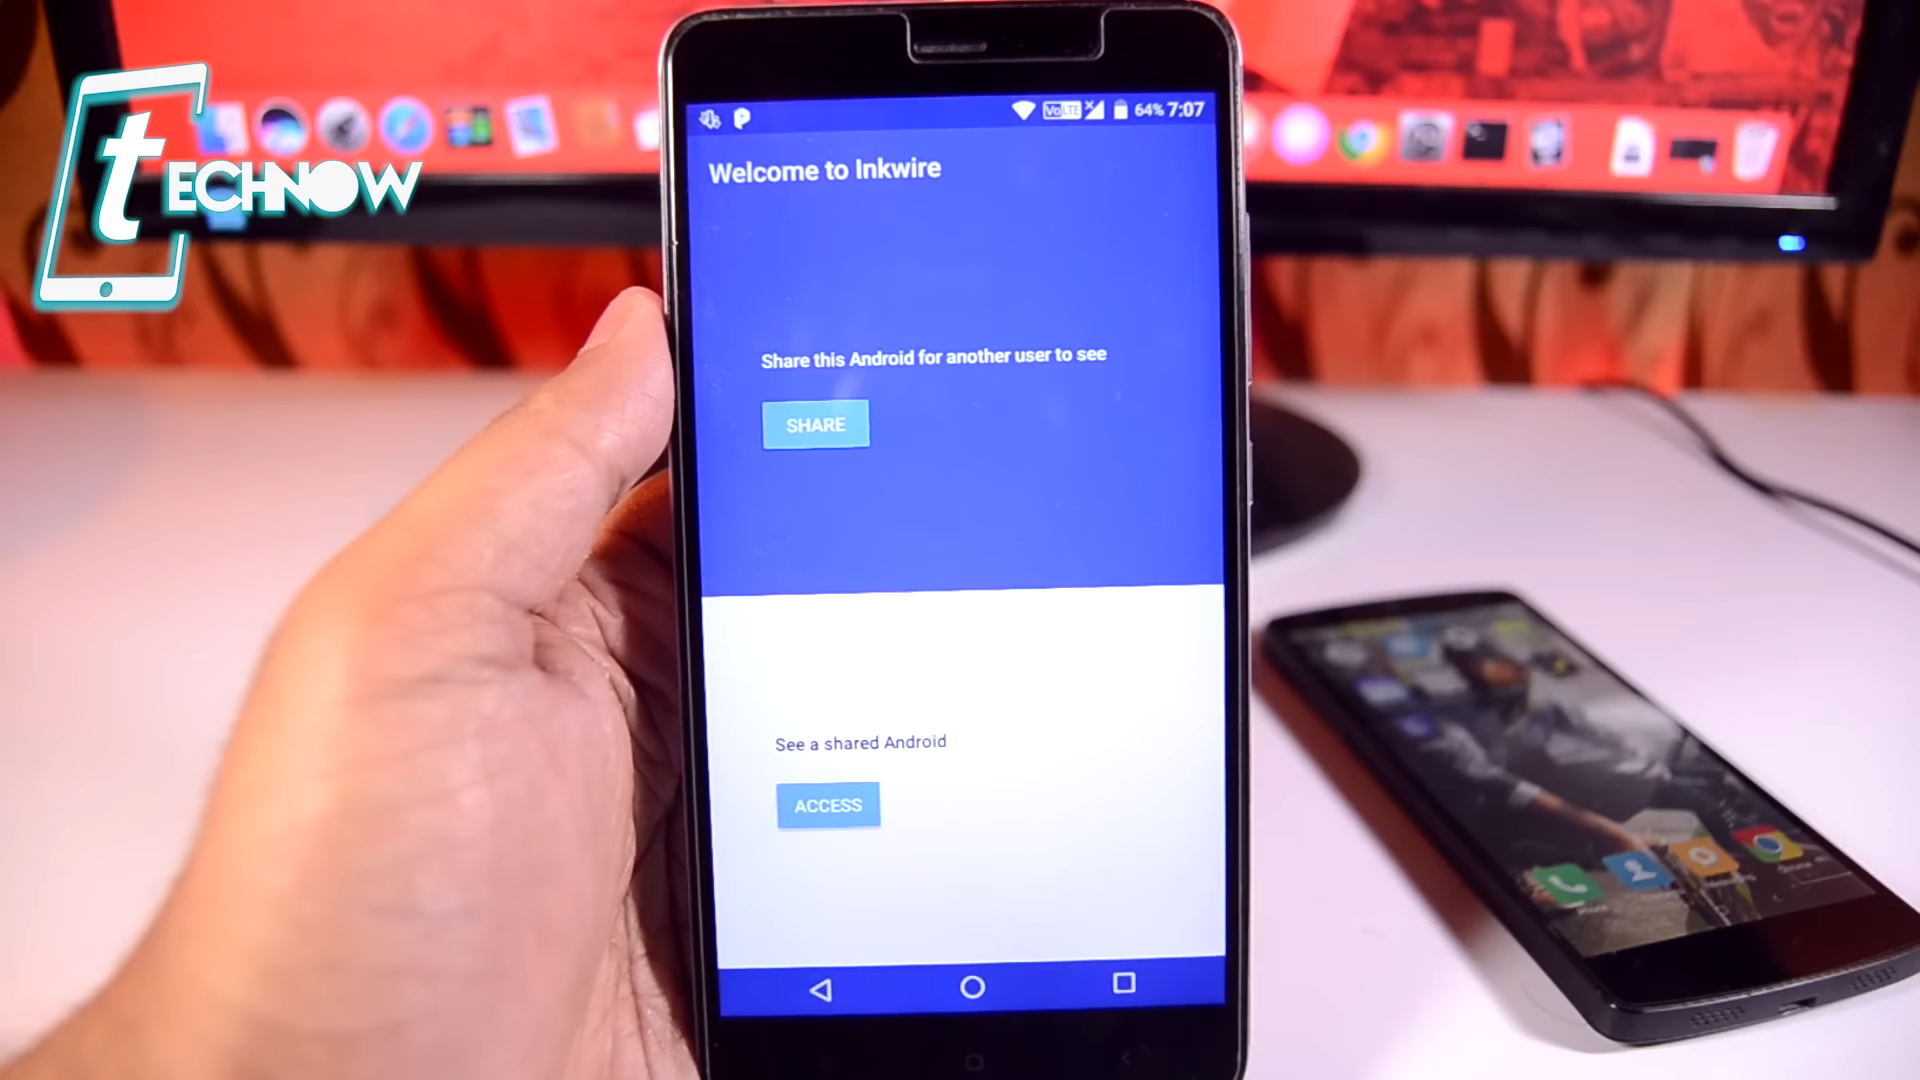 tECHNOW
VoLTE 64% 7:07
Welcome to Inkwire
Share this Android for another user to see
SHARE
See a shared Android
ACCESS